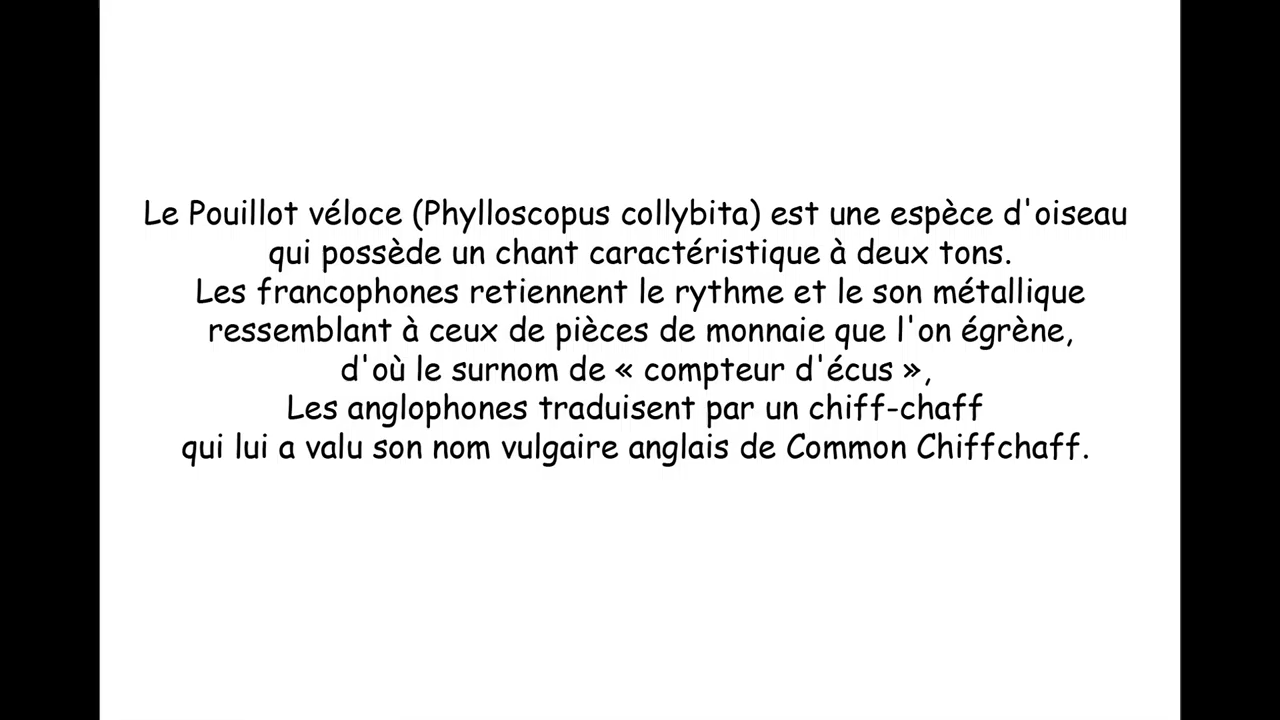 Le Pouillot véloce (Phylloscopus collybita) est une espèce d'oiseau
qui possède un chant caractéristique à deux tons.
Les francophones retiennent le rythme et le son métallique
ressemblant à ceux de pièces de monnaie que l'on égrène,
d'où le surnom de « compteur d'écus »,
Les anglophones traduisent par un chiff-chaff
qui lui a valu son nom vulgaire anglais de Common Chiffchaff.